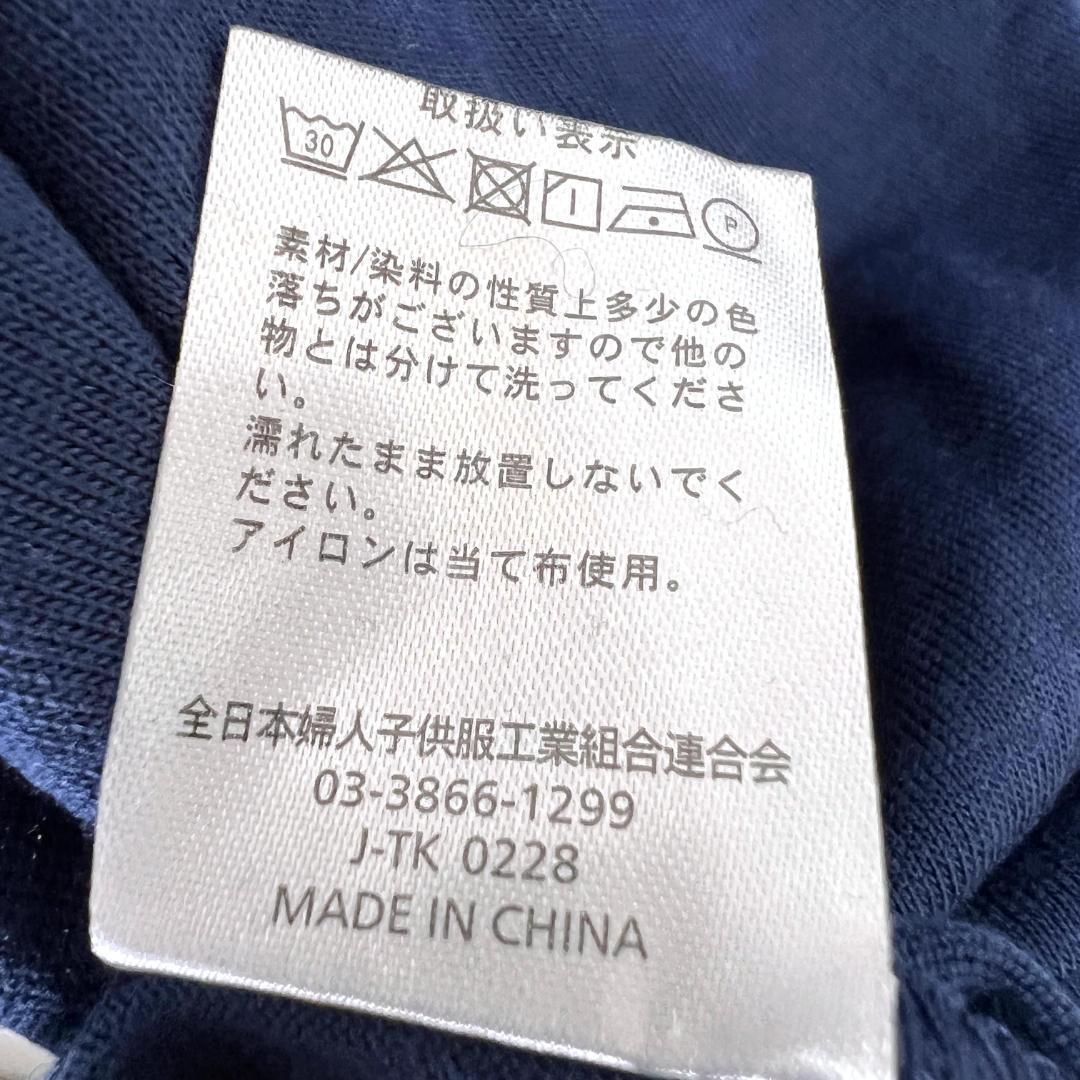 取扱い表示
30
P
素材/染料の性質上多少の色
落ちがございますので他の
物とは分けて洗ってくださ
い。
濡れたまま放置しないでく
ださい。
アイロンは当て布使用。
全日本婦人子供服工業組合連合会
03-3866-1299
J-TK 0228
MADE IN CHINA